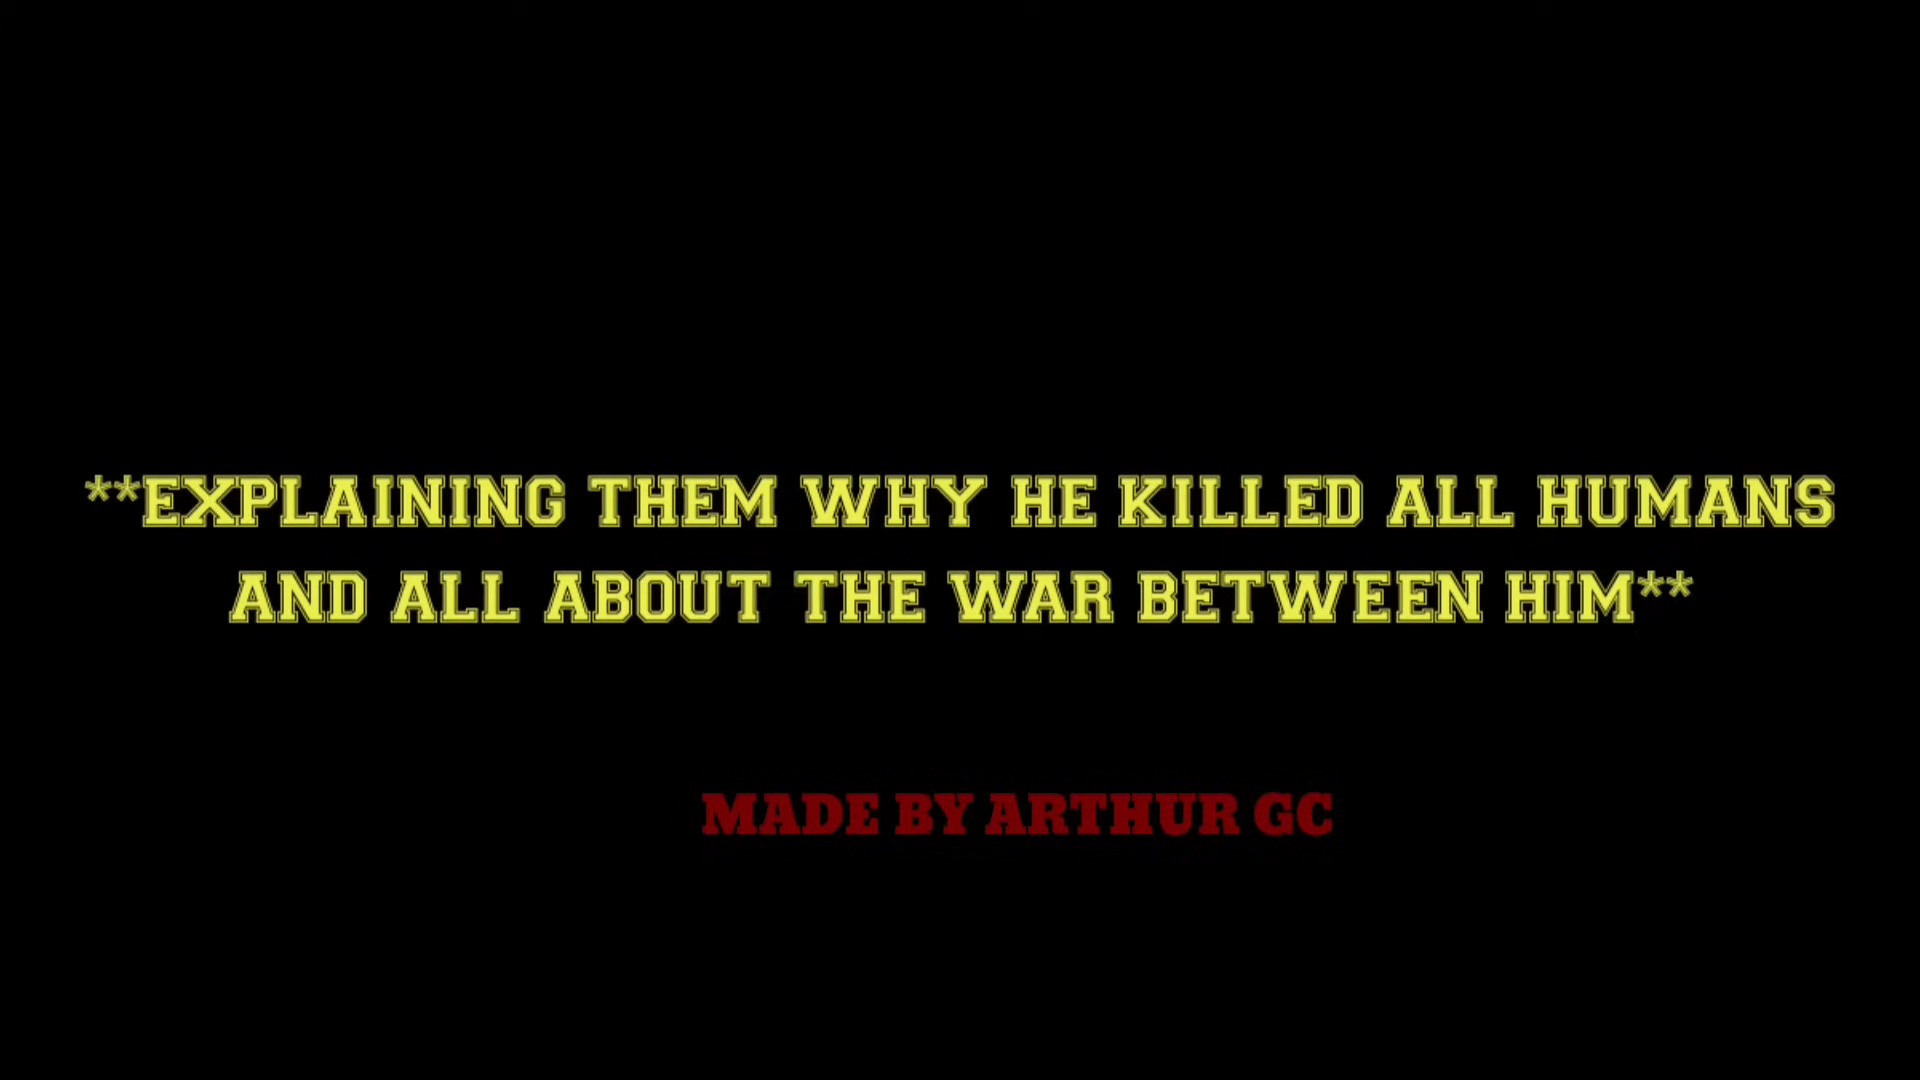 **EXPLAINING THEM WHY HE KILLED ALL HUMANS
AND ALL ABOUT THE WAR BETWEEN HIM**
MADE BY ARTHUR GC